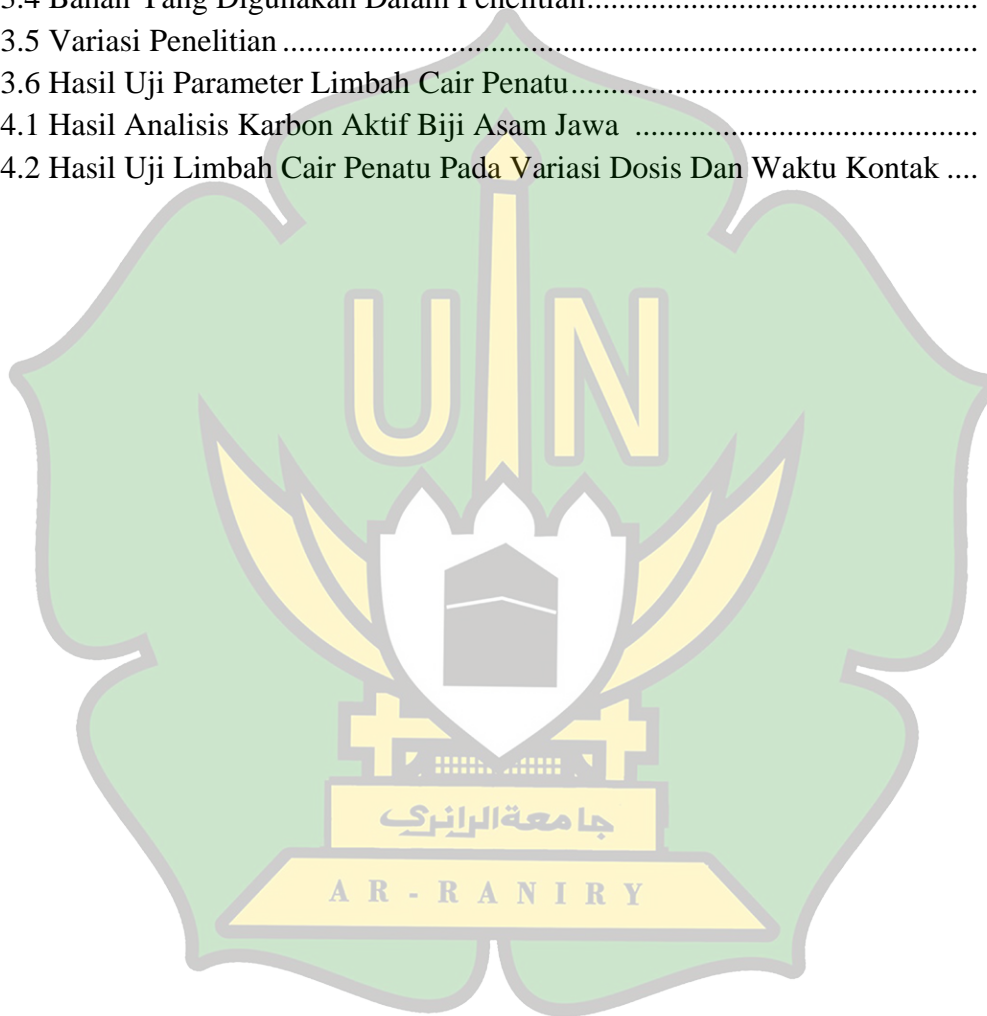 3.4 Bahan Yang Digunakan Dalam Penelitian..................................................
3.5 Variasi Penelitian ........................................................................................
3.6 Hasil Uji Parameter Limbah Cair Penatu....................................................
4.1 Hasil Analisis Karbon Aktif Biji Asam Jawa ............................................
4.2 Hasil Uji Limbah Cair Penatu Pada Variasi Dosis Dan Waktu Kontak ....
UIN
جامعةالرانري
AR-RANIRY